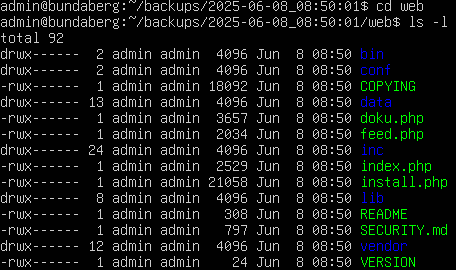 admin@bundaberg:~/backups/2025-06-08_08:50:01$ cd web
admin@bundaberg:~/backups/2025-06-08_08:50:01/web$ ls -l
total 92
drwx------ 2 admin admin 4096 Jun 8 08:50 bin
drwx------ 2 admin admin 4096 Jun 8 08:50 conf
-rwx------ 1 admin admin 18092 Jun 8 08:50 COPYING
drwx------ 13 admin admin 4096 Jun 8 08:50 data
-rwx------ 1 admin admin 3657 Jun 8 08:50 doku.php
-rwx------ 1 admin admin 2034 Jun 8 08:50 feed.php
drwx------ 24 admin admin 4096 Jun 8 08:50 inc
-rwx------ 1 admin admin 2529 Jun 8 08:50 index.php
-rwx------ 1 admin admin 21058 Jun 8 08:50 install.php
drwx------ 8 admin admin 4096 Jun 8 08:50 lib
-rwx------ 1 admin admin 308 Jun 8 08:50 README
-rwx------ 1 admin admin 797 Jun 8 08:50 SECURITY.md
drwx------ 12 admin admin 4096 Jun 8 08:50 vendor
-rwx------ 1 admin admin 24 Jun 8 08:50 VERSION